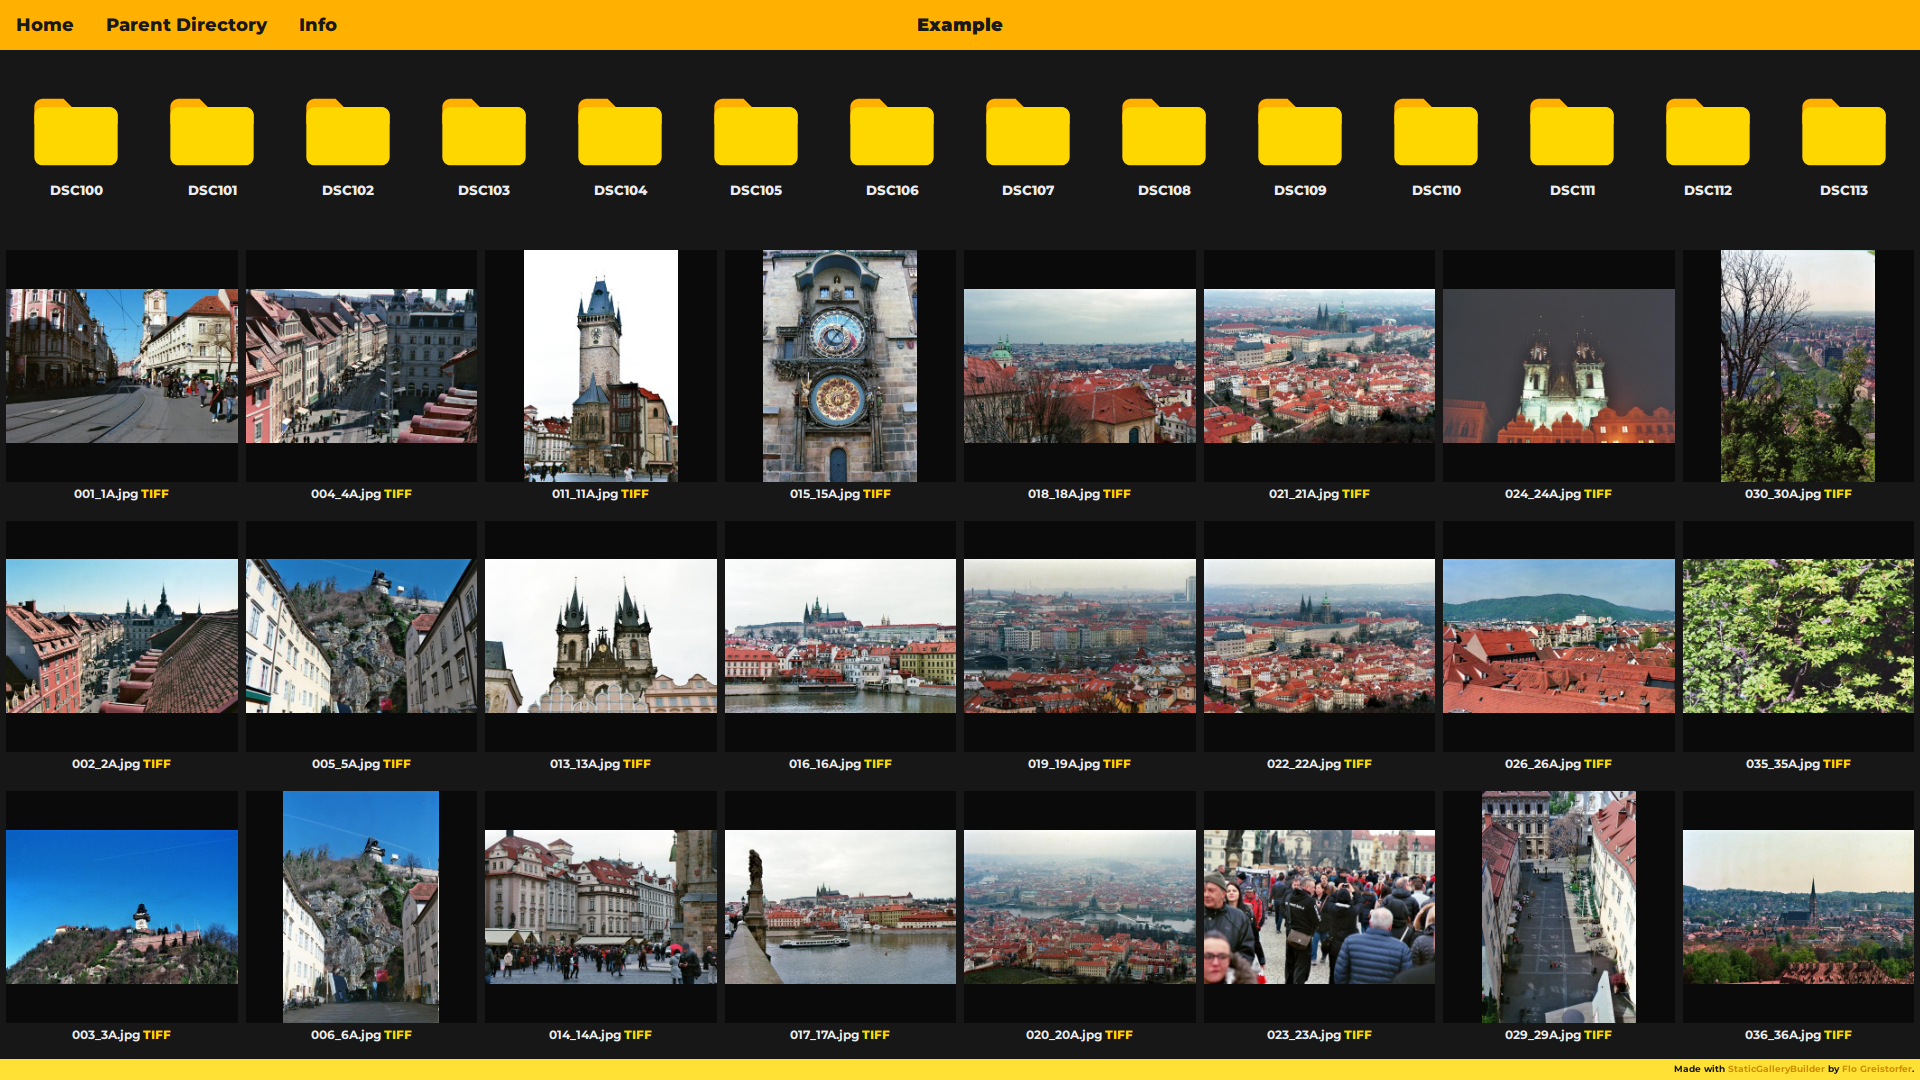 Home Parent Directory Info Example
DSC100 DSC101 DSC102 DSC103 DSC104 DSC105 DSC106 DSC107 DSC108 DSC109 DSC110 DSC111 DSC112 DSC113
001_1A.jpg TIFF 004_4A.jpg TIFF 011_11A.jpg TIFF 015_15A.jpg TIFF 018_18A.jpg TIFF 021_21A.jpg TIFF 024_24A.jpg TIFF 030_30A.jpg TIFF
002_2A.jpg TIFF 005_5A.jpg TIFF 013_13A.jpg TIFF 016_16A.jpg TIFF 019_19A.jpg TIFF 022_22A.jpg TIFF 026_26A.jpg TIFF 035_35A.jpg TIFF
003_3A.jpg TIFF 006_6A.jpg TIFF 014_14A.jpg TIFF 017_17A.jpg TIFF 020_20A.jpg TIFF 023_23A.jpg TIFF 029_29A.jpg TIFF 036_36A.jpg TIFF
Made with StaticGalleryBuilder by Flo Greistorfer.